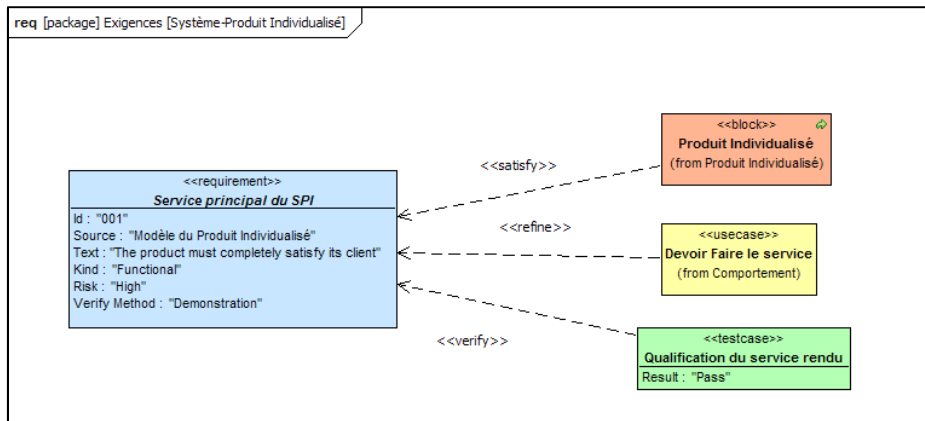 req [package] Exigences [Système-Produit Individualisé]
<<block>>
Produit Individualisé
(from Produit Individualisé)
<<satisfy>>
<<requirement>>
Service principal du SPI
Id : "001"
Source : "Modèle du Produit Individualisé"
Text : "The product must completely satisfy its client"
Kind : "Functional"
Risk : "High"
Verify Method : "Demonstration"
<<refine>>
<<usecase>>
Devoir Faire le service
(from Comportement)
<<verify>>
<<testcase>>
Qualification du service rendu
Result : "Pass"